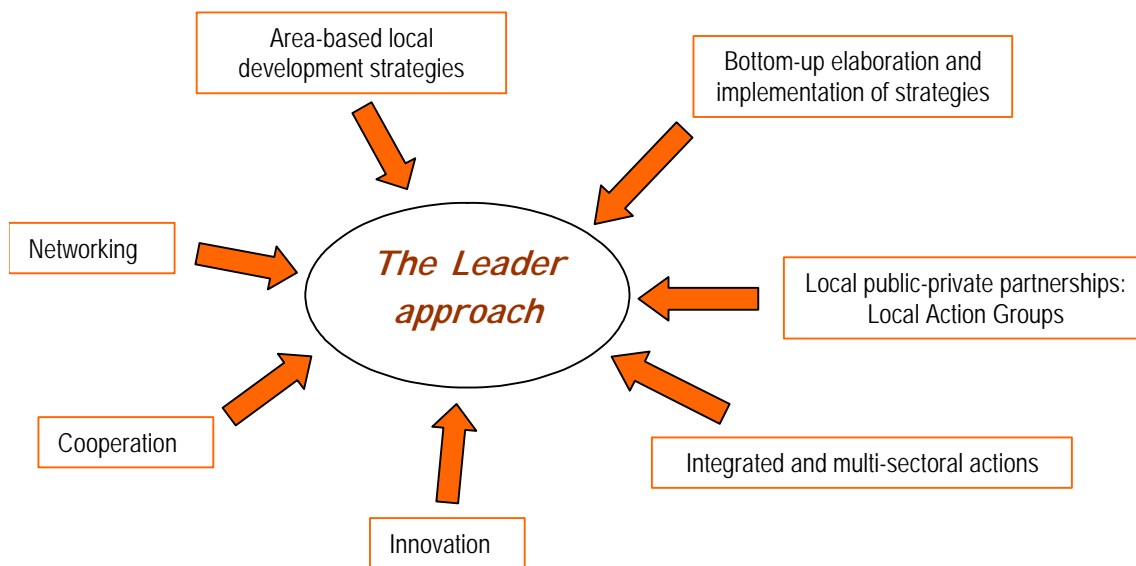 Area-based local
development strategies
Bottom-up elaboration and
implementation of strategies
Networking
The Leader
approach
Local public-private partnerships:
Local Action Groups
Cooperation
Integrated and multi-sectoral actions
Innovation